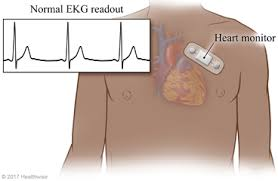 Normal EKG readout
Heart monitor
© 2017 Healthwise